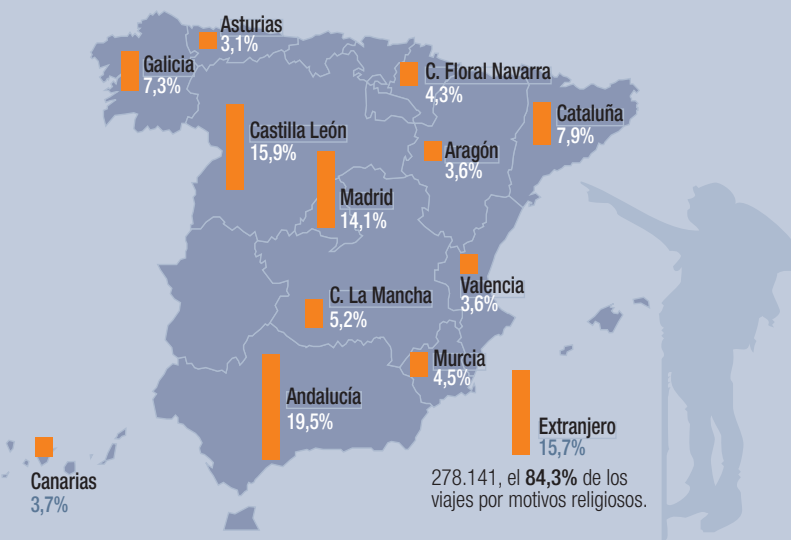 Asturias
3,1%
Galicia
7,3%
C. Floral Navarra
4,3%
Cataluña
7,9%
Castilla León
15,9%
Aragón
3,6%
Madrid
14,1%
Valencia
3,6%
C. La Mancha
5,2%
Murcia
4,5%
Andalucía
19,5%
Extranjero
15,7%
Canarias
3,7%
278.141, el 84,3% de los
viajes por motivos religiosos.